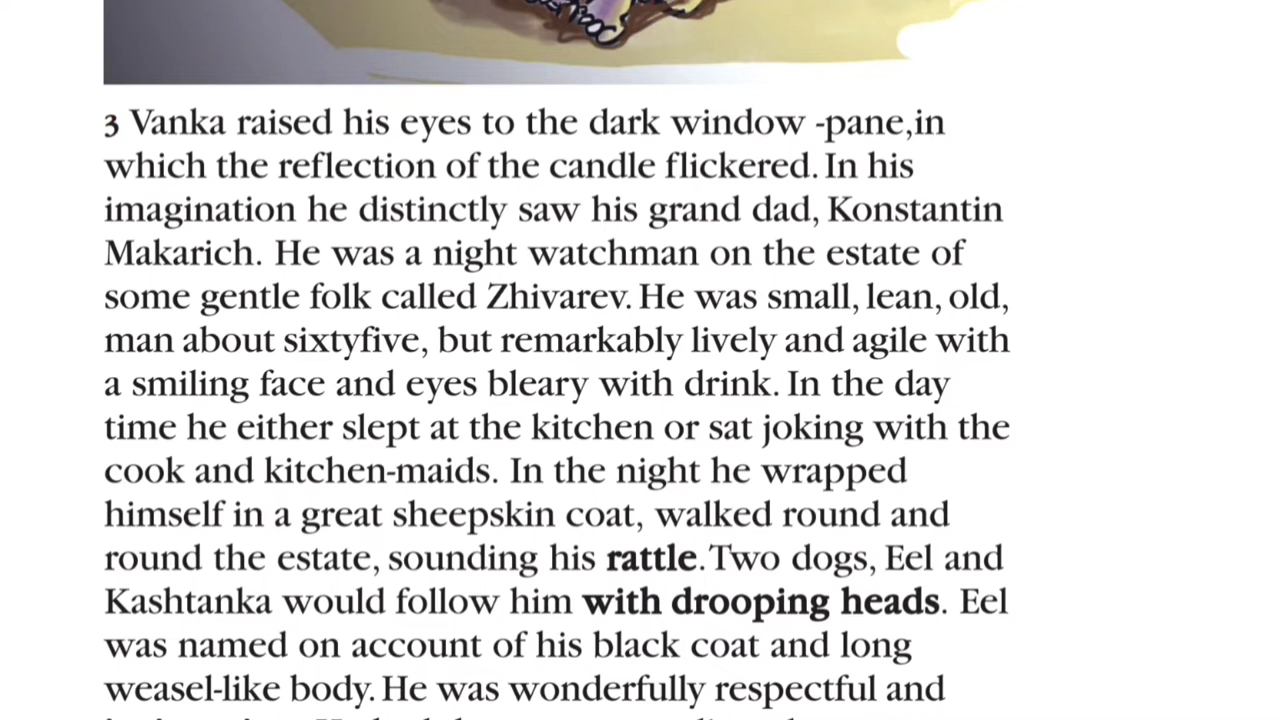 3 Vanka raised his eyes to the dark window -pane,in
which the reflection of the candle flickered. In his
imagination he distinctly saw his grand dad, Konstantin
Makarich. He was a night watchman on the estate of
some gentle folk called Zhivarev. He was small, lean, old,
man about sixtyfive, but remarkably lively and agile with
a smiling face and eyes bleary with drink. In the day
time he either slept at the kitchen or sat joking with the
cook and kitchen-maids. In the night he wrapped
himself in a great sheepskin coat, walked round and
round the estate, sounding his rattle. Two dogs, Eel and
Kashtanka would follow him with drooping heads. Eel
was named on account of his black coat and long
weasel-like body. He was wonderfully respectful and